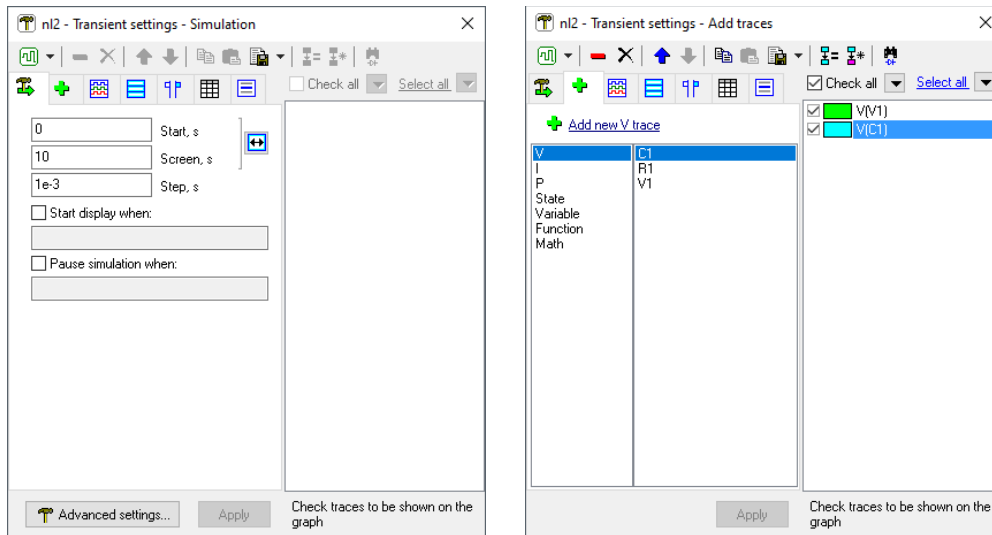 nl2 - Transient settings - Simulation
Check all
Select all
0
Start, s
10
Screen, s
1e-3
Step, s
Start display when:
Pause simulation when:
Advanced settings...
Apply
Check traces to be shown on the
graph
nl2 - Transient settings - Add traces
Check all
Select all
Add new V trace
V
I
P
State
Variable
Function
Math
C1
R1
V1
V(V1)
V(C1)
Apply
Check traces to be shown on the
graph